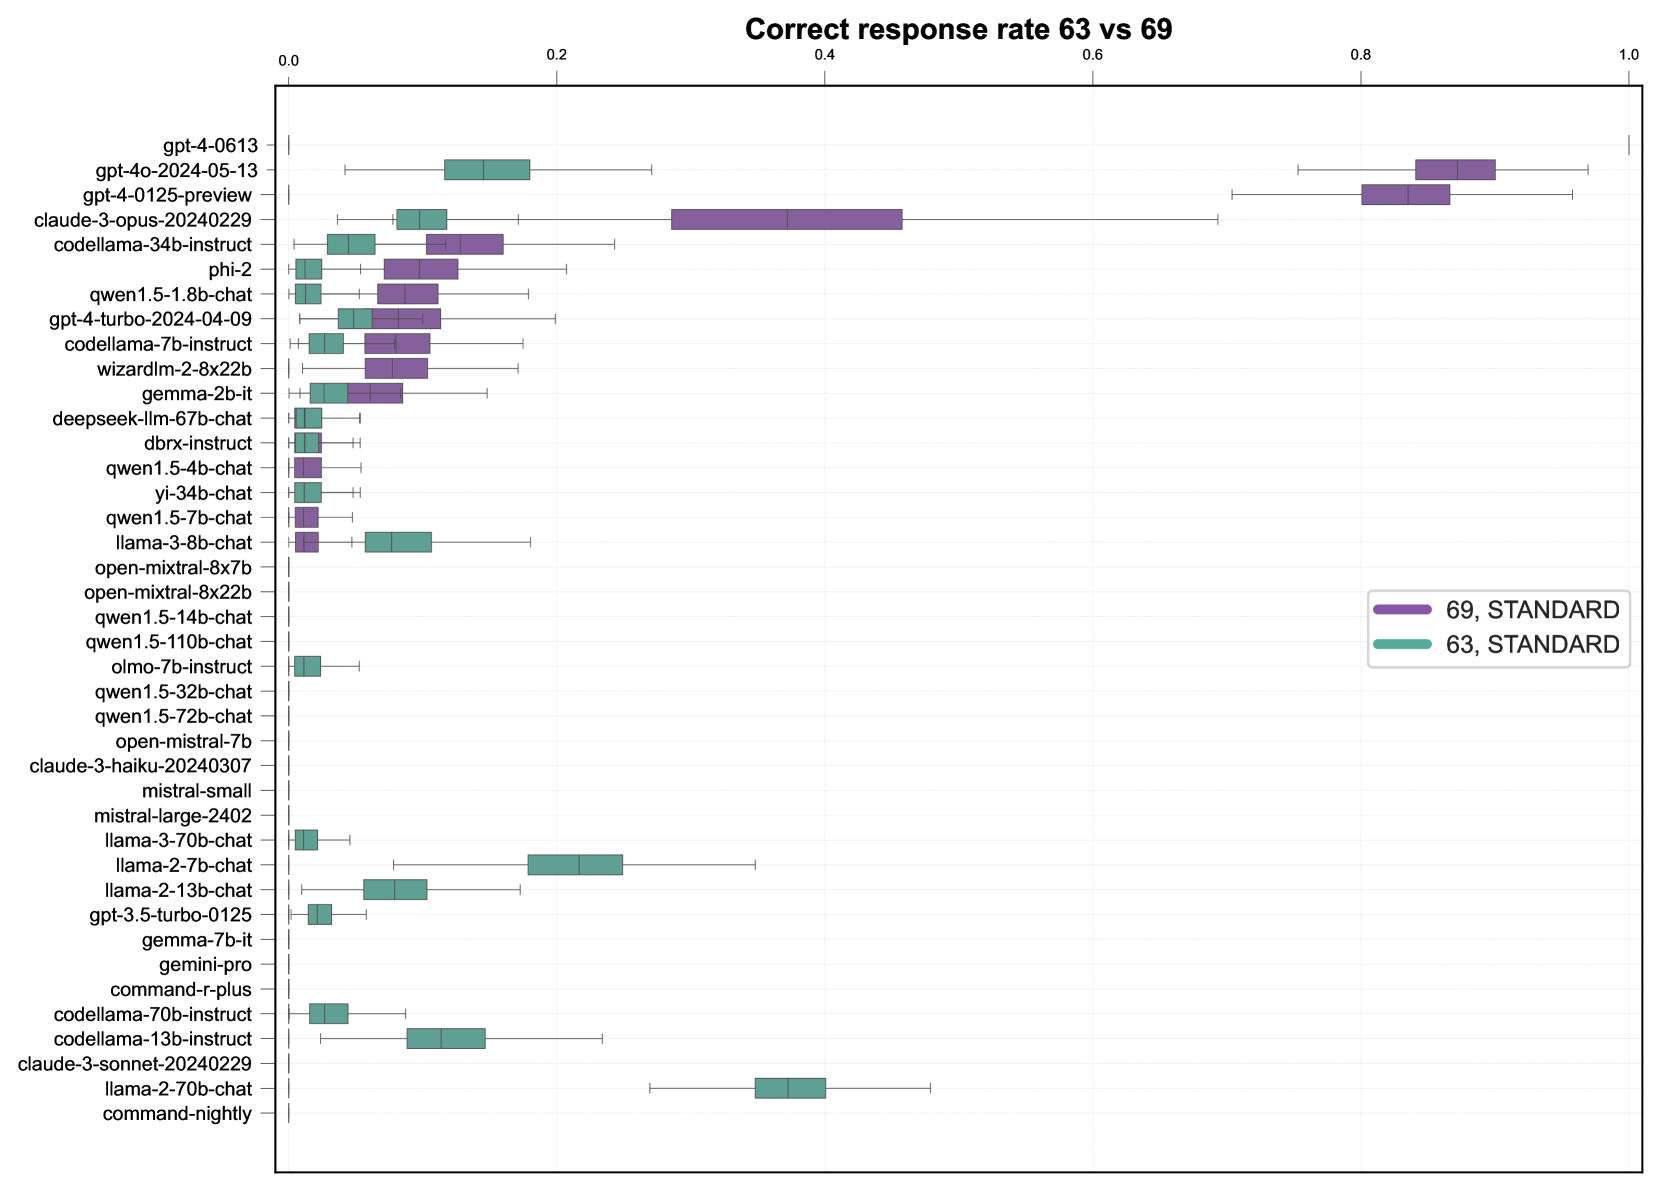 Correct response rate 63 vs 69
0.0 0.2 0.4 0.6 0.8 1.0
gpt-4-0613
gpt-4o-2024-05-13
gpt-4-0125-preview
claude-3-opus-20240229
codellama-34b-instruct
phi-2
qwen1.5-1.8b-chat
gpt-4-turbo-2024-04-09
codellama-7b-instruct
wizardlm-2-8x22b
gemma-2b-it
deepseek-llm-67b-chat
dbrx-instruct
qwen1.5-4b-chat
yi-34b-chat
qwen1.5-7b-chat
llama-3-8b-chat
open-mixtral-8x7b
open-mixtral-8x22b
qwen1.5-14b-chat
qwen1.5-110b-chat
olmo-7b-instruct
qwen1.5-32b-chat
qwen1.5-72b-chat
open-mistral-7b
claude-3-haiku-20240307
mistral-small
mistral-large-2402
llama-3-70b-chat
llama-2-7b-chat
llama-2-13b-chat
gpt-3.5-turbo-0125
gemma-7b-it
gemini-pro
command-r-plus
codellama-70b-instruct
codellama-13b-instruct
claude-3-sonnet-20240229
llama-2-70b-chat
command-nightly
69, STANDARD
63, STANDARD